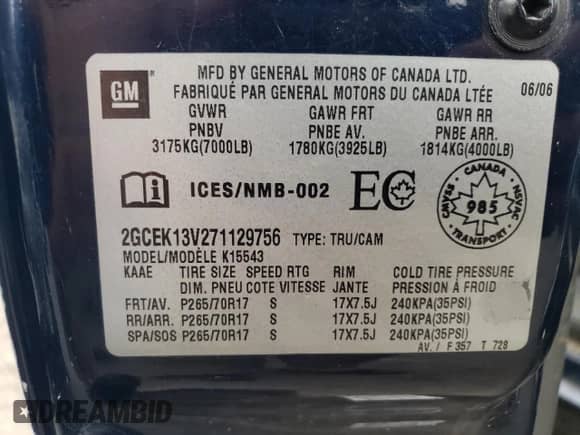 GM
MFD BY GENERAL MOTORS OF CANADA LTD.
FABRIQUÉ PAR GENERAL MOTORS DU CANADA LTÉE
06/06
GVWR GAWR FRT GAWR RR
PNBV PNBE AV. PNBE ARR.
3175KG(7000LB) 1780KG(3925LB) 1814KG(4000LB)
ICES/NMB-002 EC
CANADA
CMVSS NSVAC
985
TRANSPORT
2GCEK13V271129756 TYPE: TRU/CAM
MODEL/MODÈLE K15543
KAAE TIRE SIZE SPEED RTG RIM COLD TIRE PRESSURE
DIM. PNEU COTE VITESSE JANTE PRESSION À FROID
FRT/AV. P265/70R17 S 17X7.5J 240KPA(35PSI)
RR/ARR. P265/70R17 S 17X7.5J 240KPA(35PSI)
SPA/SOS P265/70R17 S 17X7.5J 240KPA(35PSI)
AV./ F 357 T 728
DREAMBID